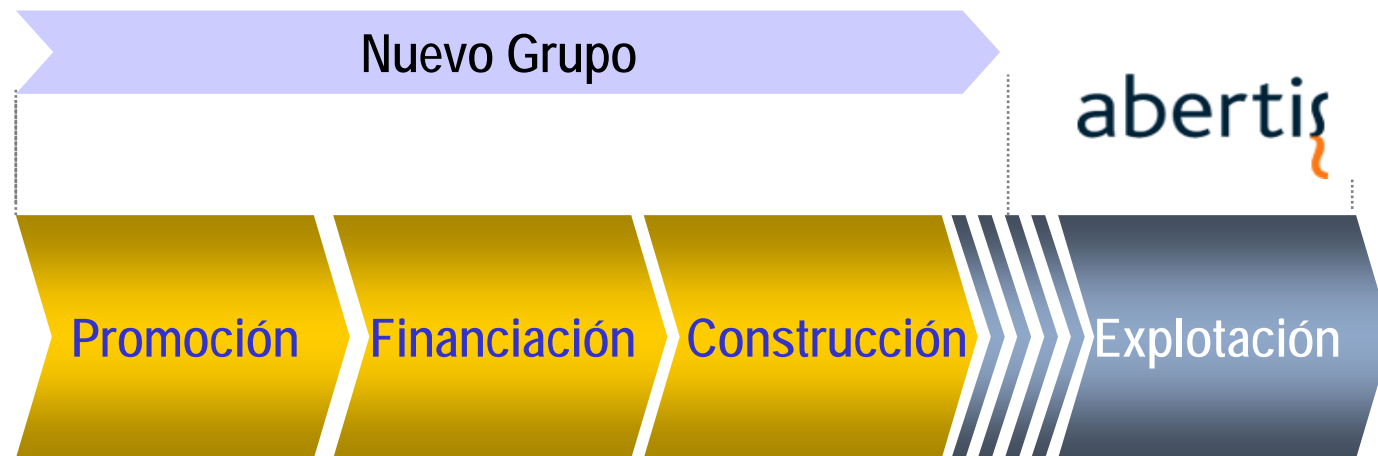 Nuevo Grupo
abertis
Promoción Financiación Construcción Explotación